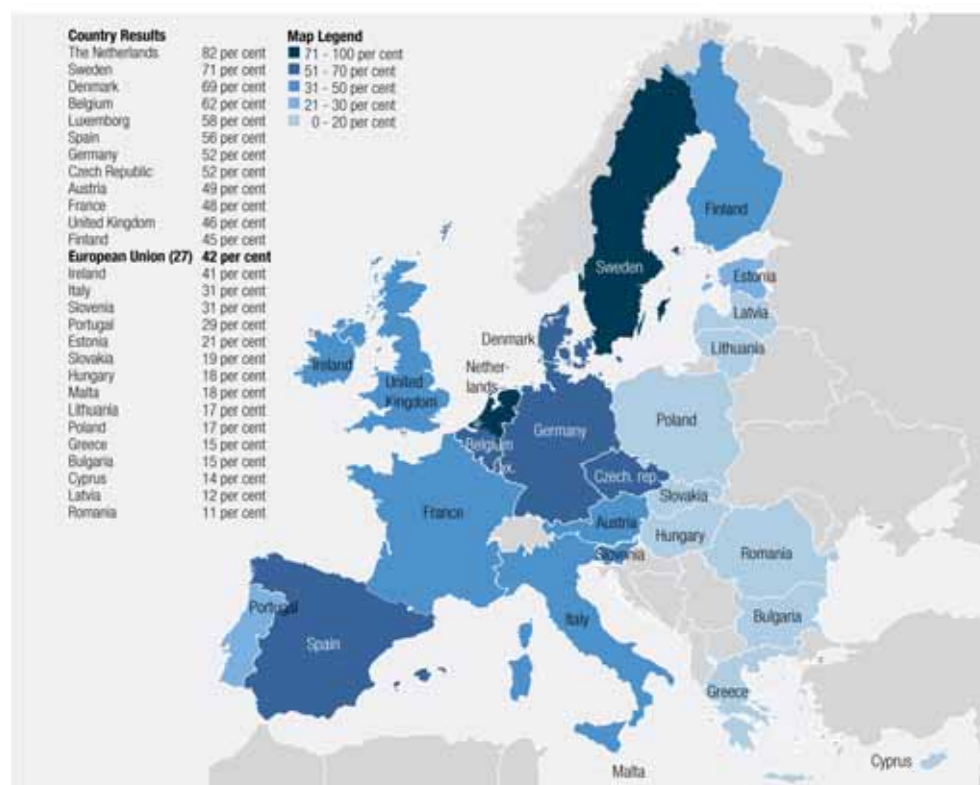 Country Results
The Netherlands 82 per cent
Sweden 71 per cent
Denmark 69 per cent
Belgium 62 per cent
Luxemborg 58 per cent
Spain 56 per cent
Germany 52 per cent
Czech Republic 52 per cent
Austria 49 per cent
France 48 per cent
United Kingdom 46 per cent
Finland 45 per cent
European Union (27) 42 per cent
Ireland 41 per cent
Italy 31 per cent
Slovenia 31 per cent
Portugal 29 per cent
Estonia 21 per cent
Slovakia 19 per cent
Hungary 18 per cent
Malta 18 per cent
Lithuania 17 per cent
Poland 17 per cent
Greece 15 per cent
Bulgaria 15 per cent
Cyprus 14 per cent
Latvia 12 per cent
Romania 11 per cent
Map Legend
71 - 100 per cent
51 - 70 per cent
31 - 50 per cent
21 - 30 per cent
0 - 20 per cent
Finland
Sweden
Estonia
Latvia
Lithuania
Denmark
Nether-
lands
Ireland
United
Kingdom
Poland
Germany
Belgium
Lux.
Czech. rep.
Slovakia
France
Austria
Hungary
Slovenia
Romania
Portugal
Italy
Bulgaria
Spain
Greece
Cyprus
Malta